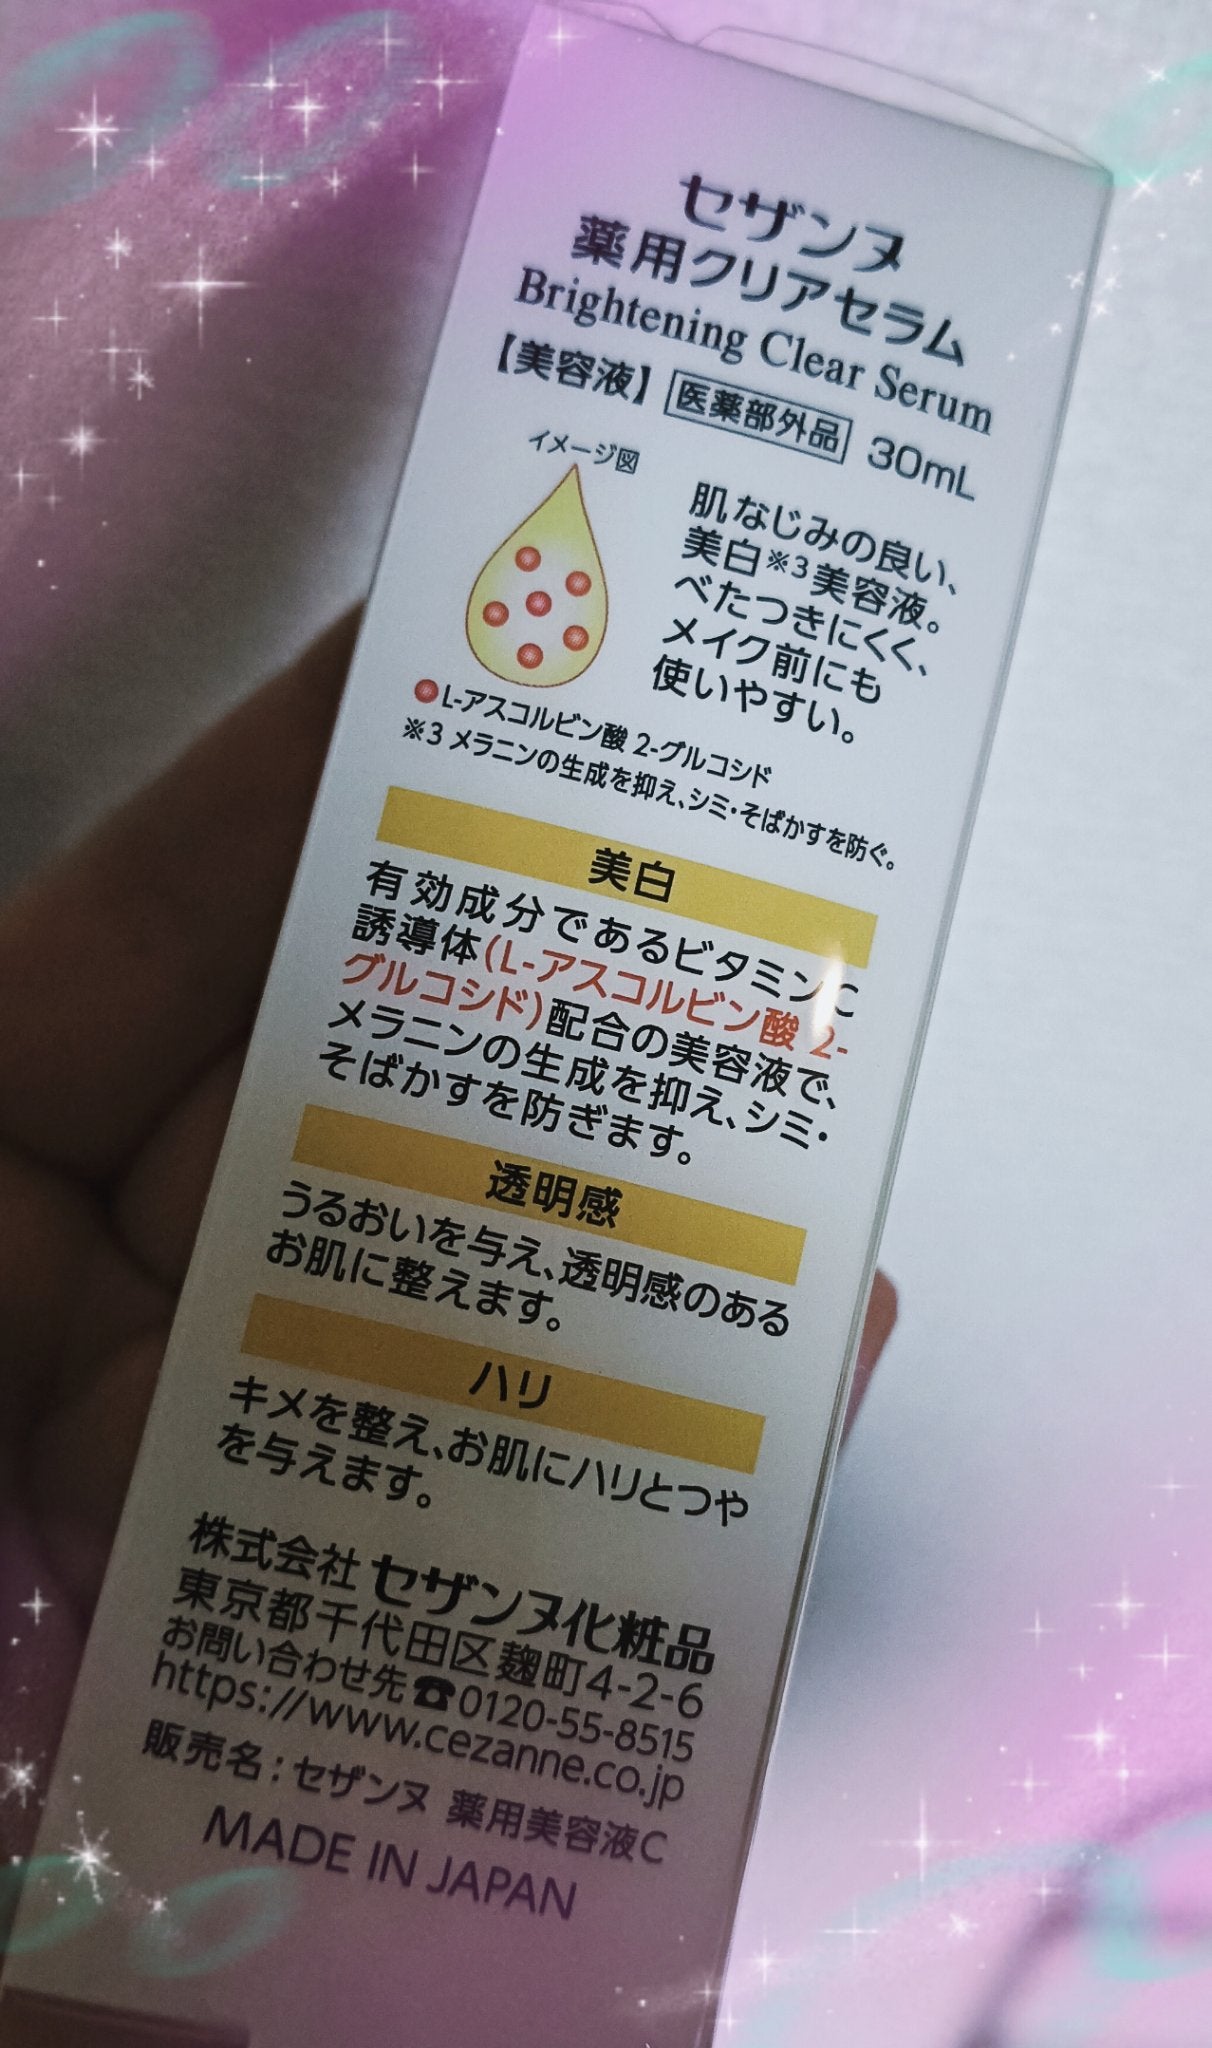 セザンヌ
薬用クリアセラム
Brightening Clear Serum
【美容液】 医薬部外品 30mL
イメージ図
肌なじみの良い、
美白※3美容液。
べたつきにくく、
メイク前にも
使いやすい。
L-アスコルビン酸 2-グルコシド
※3 メラニンの生成を抑え、シミ・そばかすを防ぐ。
美白
有効成分であるビタミンC
誘導体(L-アスコルビン酸 2-
グルコシド)配合の美容液で、
メラニンの生成を抑え、シミ・
そばかすを防ぎます。
透明感
うるおいを与え、透明感のある
お肌に整えます。
ハリ
キメを整え、お肌にハリとつや
を与えます。
株式会社 セザンヌ化粧品
東京都千代田区麹町4-2-6
お問い合わせ先☎0120-55-8515
https://www.cezanne.co.jp
販売名：セザンヌ 薬用美容液C
MADE IN JAPAN